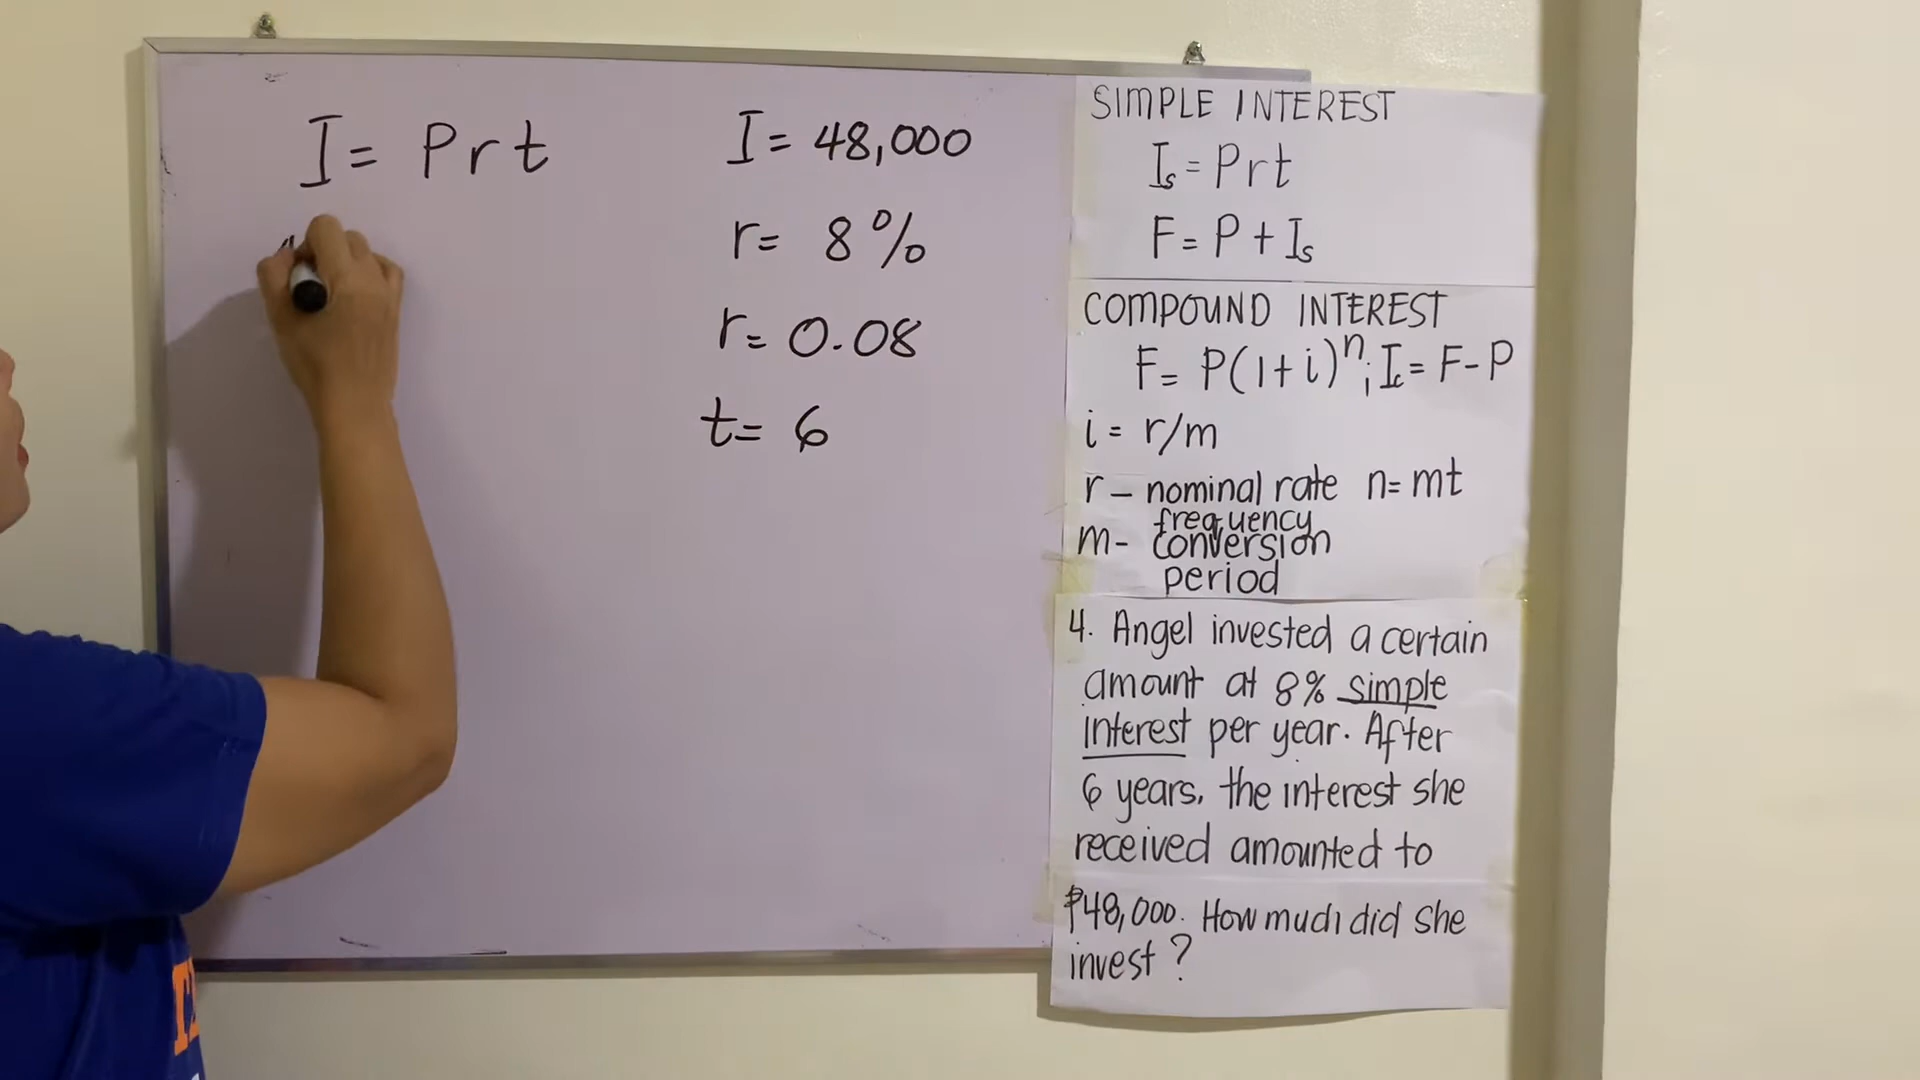 I = Prt
I = 48,000
r = 8%
r = 0.08
t = 6
SIMPLE INTEREST
Is = Prt
F = P + Is
COMPOUND INTEREST
F = P(1+i)ⁿ; Ic = F - P
i = r/m
r – nominal rate n = mt
frequency
m - conversion
period
4. Angel invested a certain
amount at 8% simple
interest per year. After
6 years, the interest she
received amounted to
₱48,000. How much did she
invest?